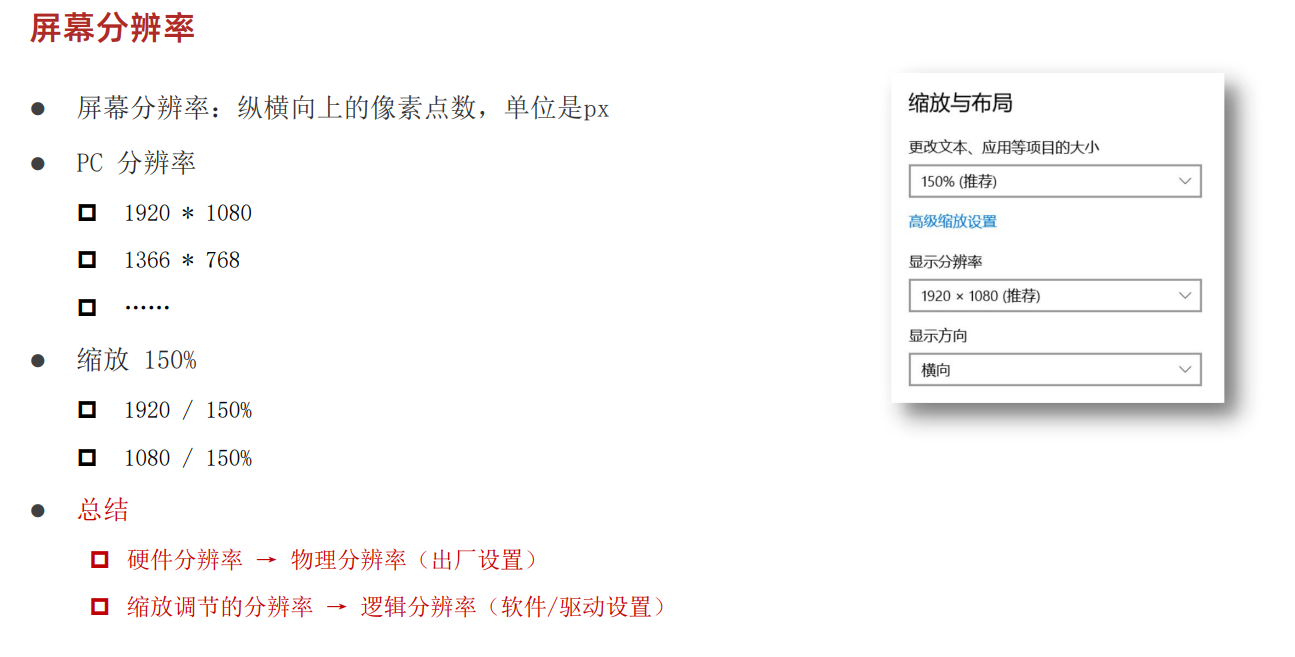 屏幕分辨率
屏幕分辨率：纵横向上的像素点数，单位是px
PC 分辨率
1920 * 1080
1366 * 768
……
缩放 150%
1920 / 150%
1080 / 150%
总结
硬件分辨率 → 物理分辨率（出厂设置）
缩放调节的分辨率 → 逻辑分辨率（软件/驱动设置）
缩放与布局
更改文本、应用等项目的大小
150% (推荐)
高级缩放设置
显示分辨率
1920 × 1080 (推荐)
显示方向
横向